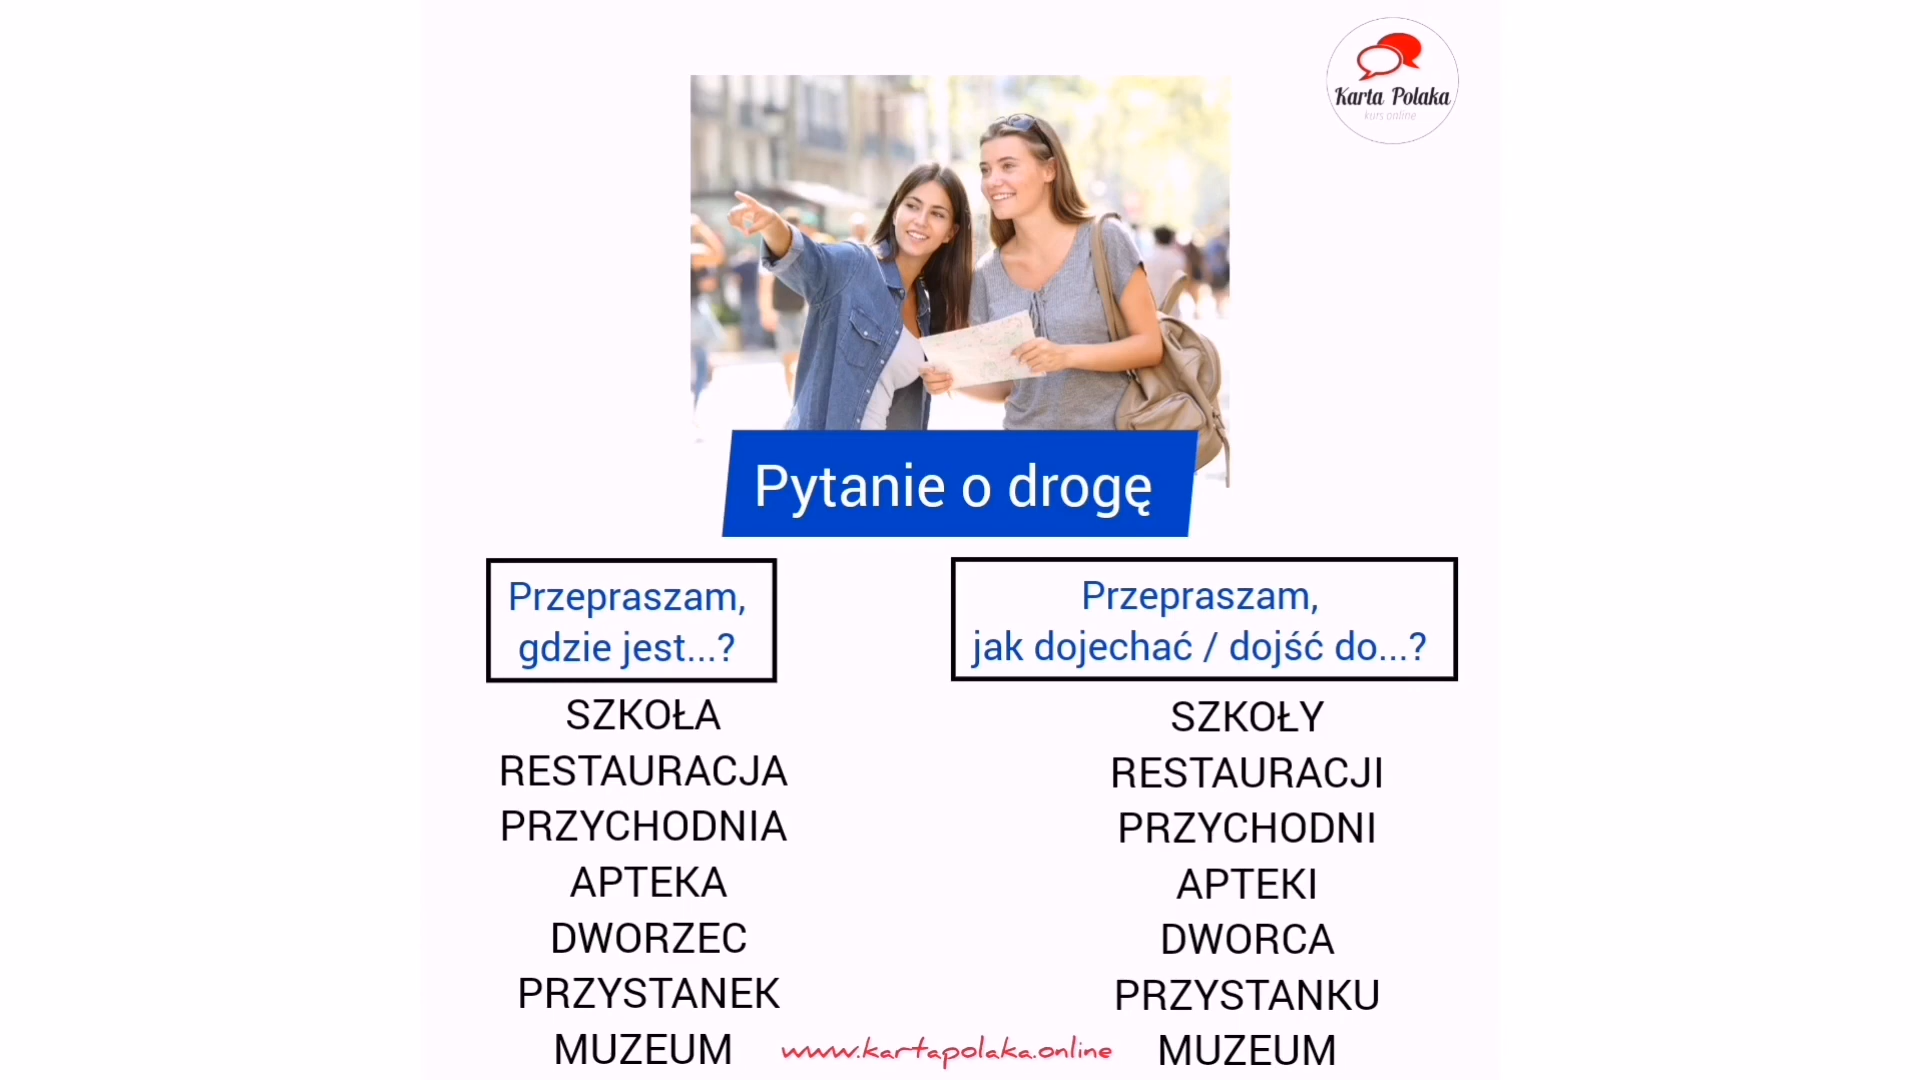 Karta Polaka
kurs online
Pytanie o drogę
Przepraszam,
gdzie jest...?
SZKOŁA
RESTAURACJA
PRZYCHODNIA
APTEKA
DWORZEC
PRZYSTANEK
MUZEUM
Przepraszam,
jak dojechać / dojść do...?
SZKOŁY
RESTAURACJI
PRZYCHODNI
APTEKI
DWORCA
PRZYSTANKU
MUZEUM
www.kartapolaka.online